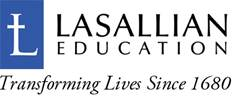 LASALLIAN
EDUCATION
Transforming Lives Since 1680